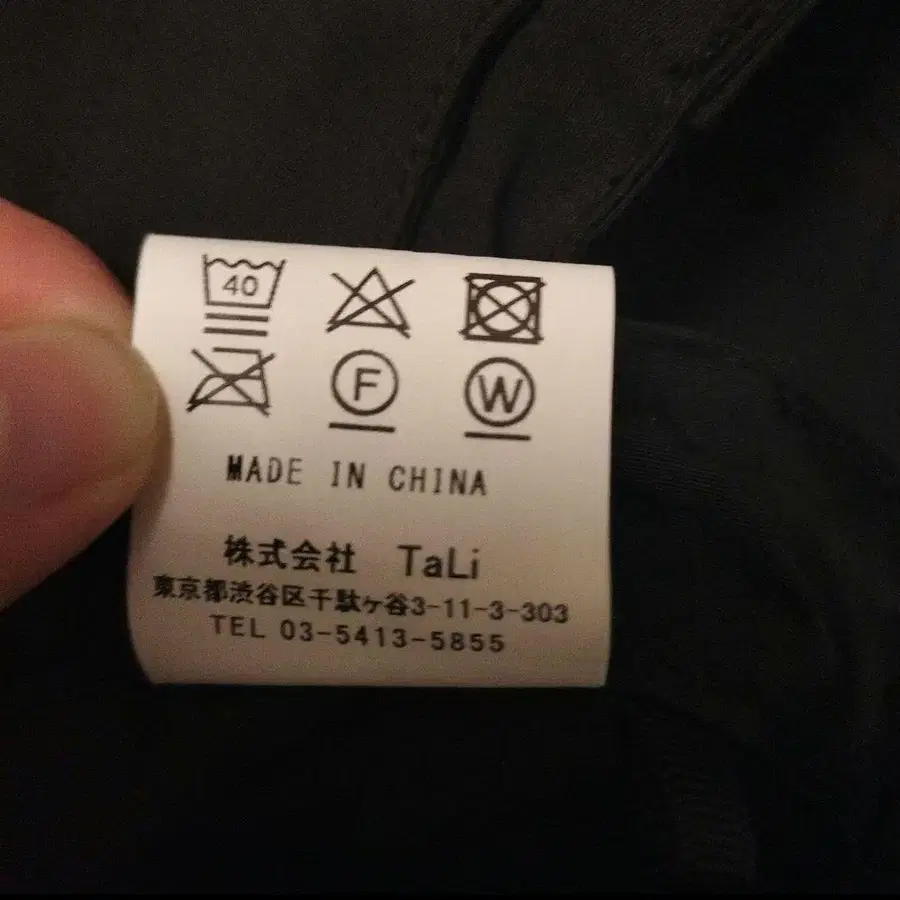 40
F W
MADE IN CHINA
株式会社 TaLi
東京都渋谷区千駄ヶ谷3-11-3-303
TEL 03-5413-5855